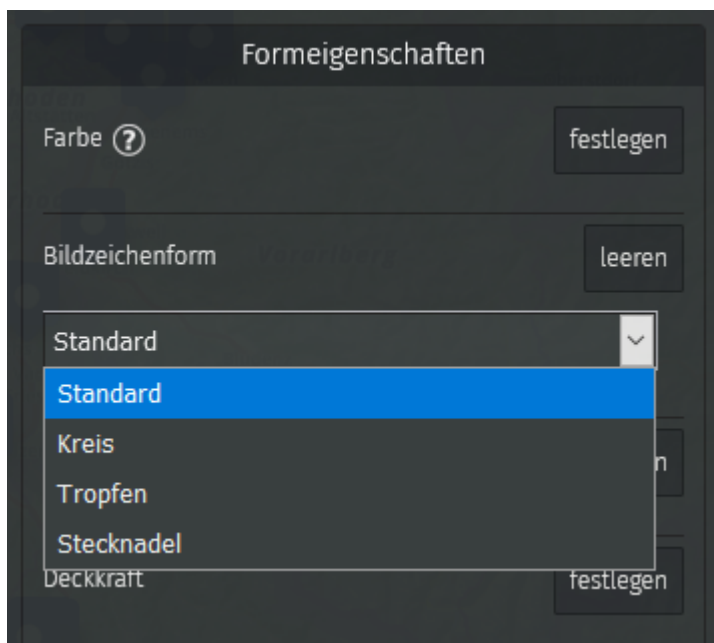 Formeigenschaften
Farbe ? festlegen
Bildzeichenform leeren
Standard
Standard
Kreis
Tropfen
Stecknadel
Deckkraft festlegen